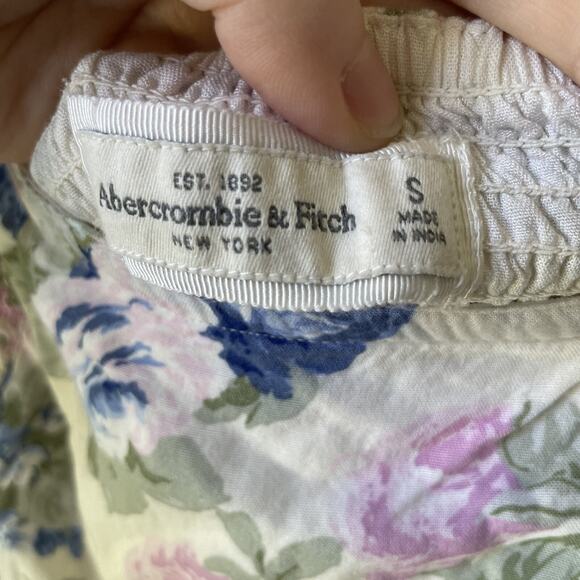 EST. 1892
Abercrombie & Fitch
NEW YORK
S
MADE
IN INDIA